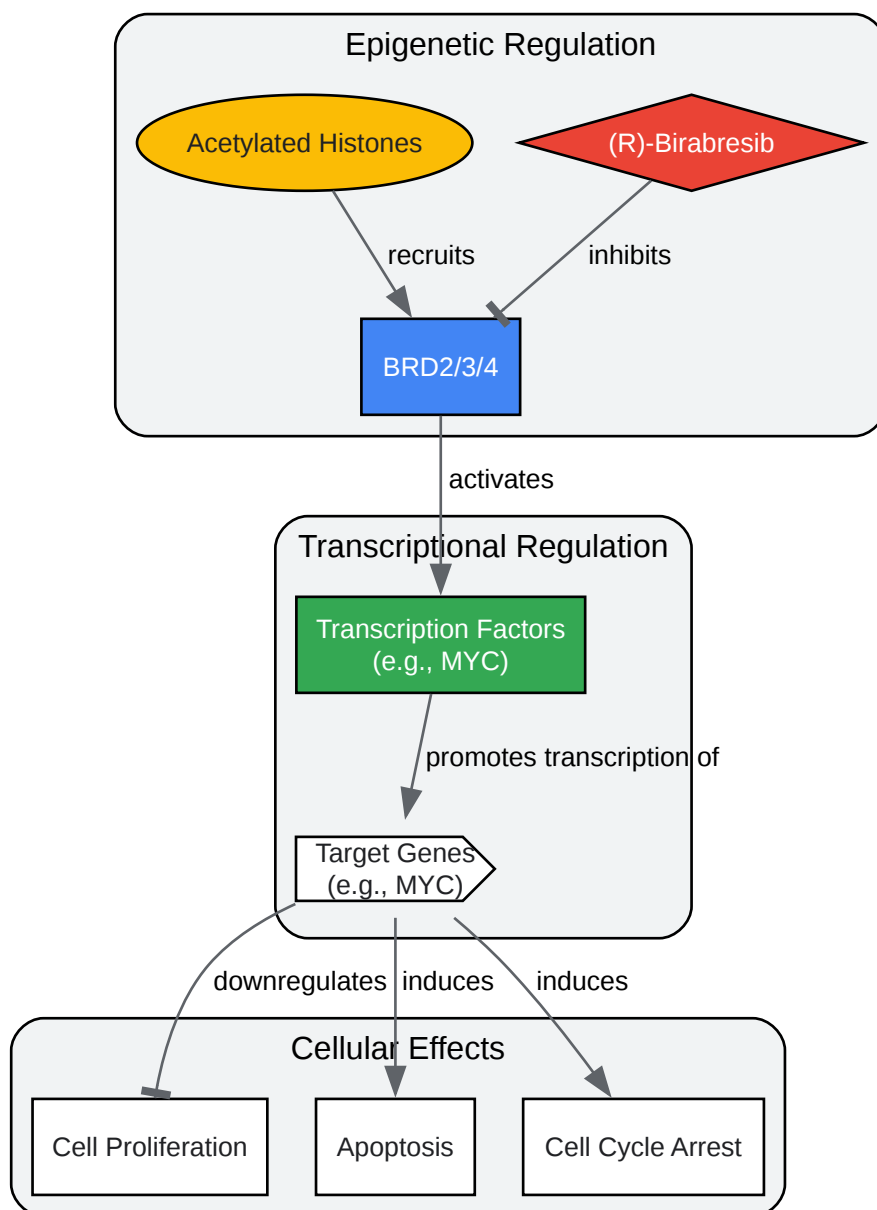 Epigenetic Regulation
Acetylated Histones
(R)-Birabresib
recruits
inhibits
BRD2/3/4
activates
Transcriptional Regulation
Transcription Factors
(e.g., MYC)
promotes transcription of
Target Genes
(e.g., MYC)
downregulates
induces
induces
Cellular Effects
Cell Proliferation
Apoptosis
Cell Cycle Arrest